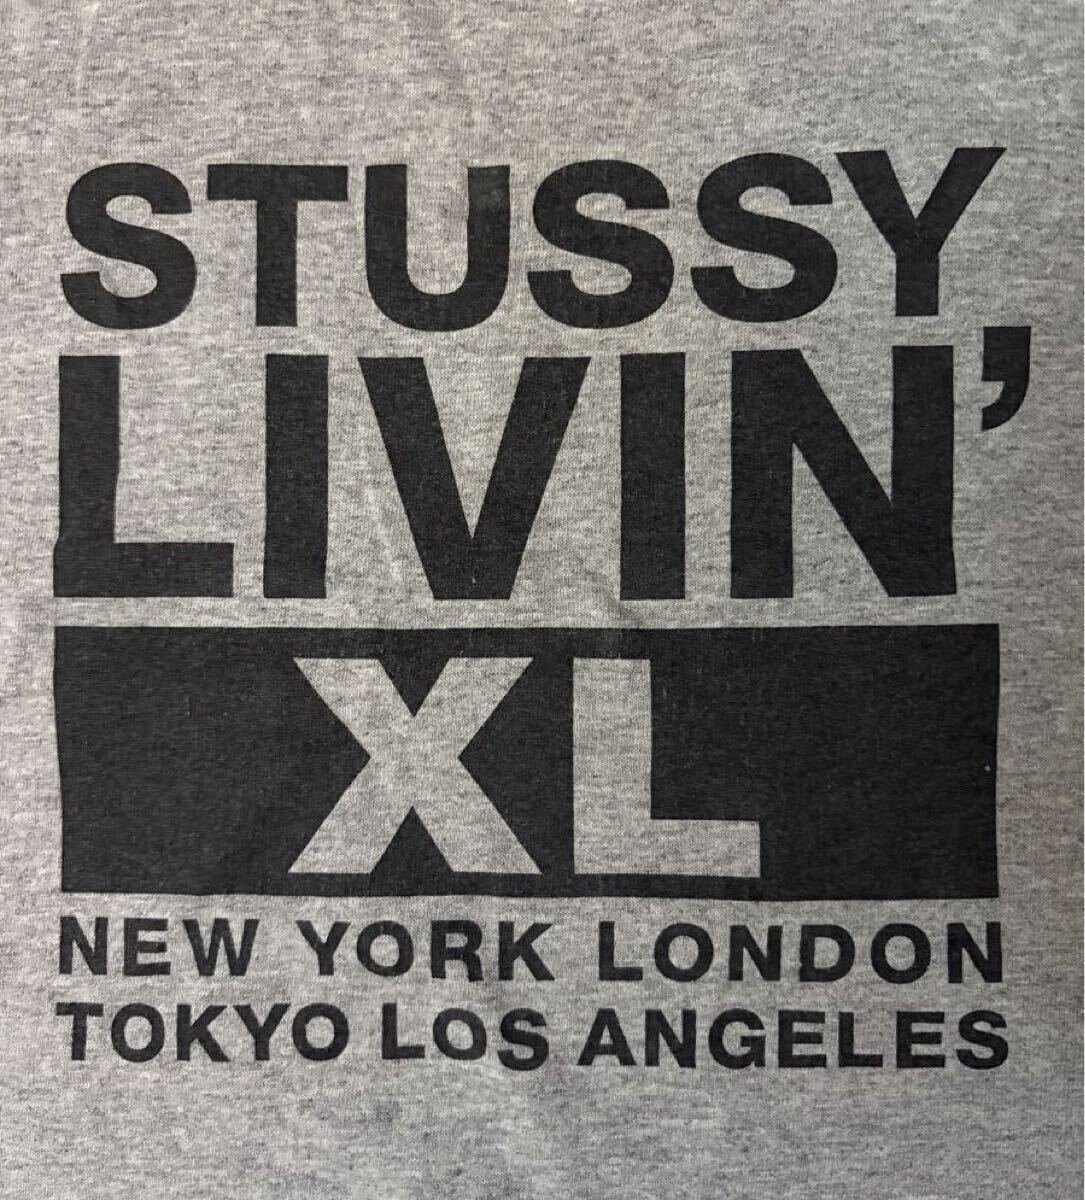 STUSSY
LIVIN'
XL
NEW YORK LONDON
TOKYO LOS ANGELES